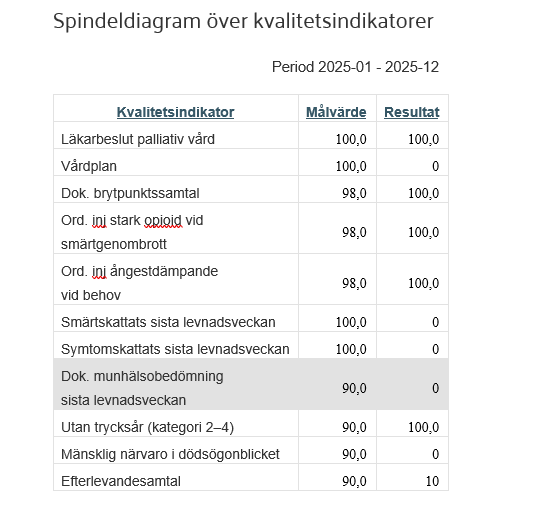 Spindeldiagram över kvalitetsindikatorer
Period 2025-01 - 2025-12
Kvalitetsindikator Målvärde Resultat
Läkarbeslut palliativ vård 100,0 100,0
Vårdplan 100,0 0
Dok. brytpunktssamtal 98,0 100,0
Ord. inj stark opioid vid
smärtgenombrott 98,0 100,0
Ord. inj ångestdämpande
vid behov 98,0 100,0
Smärtskattats sista levnadsveckan 100,0 0
Symtomskattats sista levnadsveckan 100,0 0
Dok. munhälsobedömning
sista levnadsveckan 90,0 0
Utan trycksår (kategori 2–4) 90,0 100,0
Mänsklig närvaro i dödsögonblicket 90,0 0
Efterlevandesamtal 90,0 10